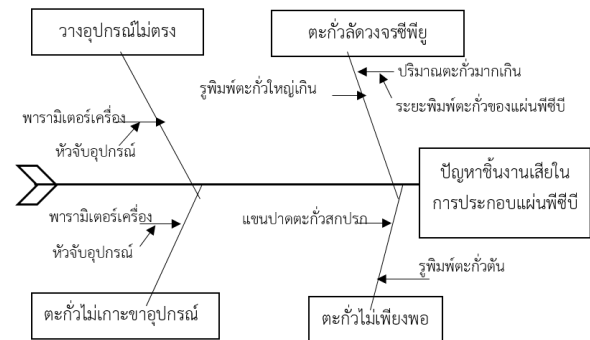 วางอุปกรณ์ไม่ตรง
ตะกั่วลัดวงจรซีพียู
ปริมาณตะกั่วมากเกิน
รูพิมพ์ตะกั่วใหญ่เกิน
ระยะพิมพ์ตะกั่วของแผ่นพีซีบี
พารามิเตอร์เครื่อง
หัวจับอุปกรณ์
ปัญหาชิ้นงานเสียใน
การประกอบแผ่นพีซีบี
พารามิเตอร์เครื่อง
แขนปาดตะกั่วสกปรก
หัวจับอุปกรณ์
รูพิมพ์ตะกั่วตัน
ตะกั่วไม่เกาะขาอุปกรณ์
ตะกั่วไม่เพียงพอ